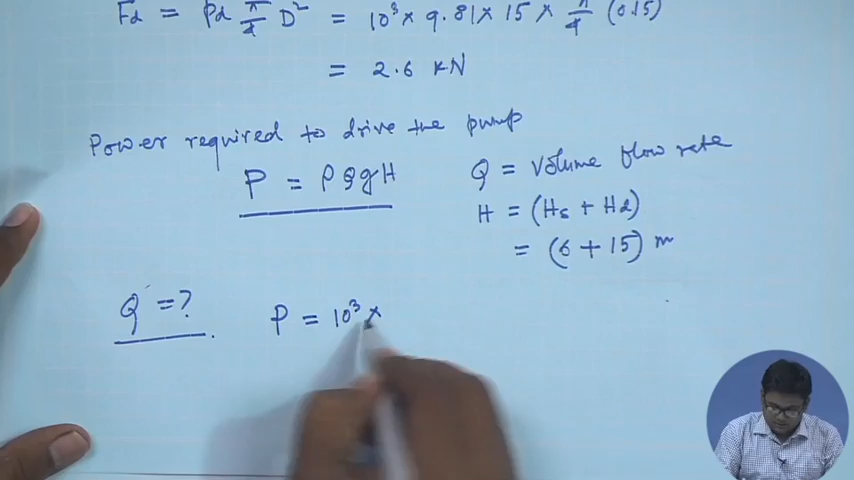 Fd = Pd π/4 D² = 10³ × 9.81 × 15 × π/4 (0.15)
= 2.6 KN
Power required to drive the pump
P = ρQgH Q = Volume flow rate
H = (Hs + Hd)
= (6 + 15) m
Q = ? P = 10³ ×